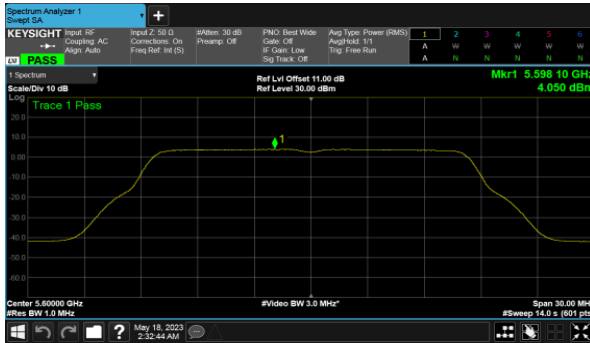 Spectrum Analyzer 1
Swept SA
+
KEYSIGHT
Input: RF
Coupling: AC
Align: Auto
Input Z: 50 Ω
Corrections: On
Freq Ref: Int (S)
#Atten: 30 dB
Preamp: Off
PNO: Best Wide
Gate: Off
IF Gain: Low
Sig Track: Off
Avg Type: Power (RMS)
Avg|Hold: 1/1
Trig: Free Run
1 2 3 4 5 6
A W W W W W
A N N N N N
LXI PASS
1 Spectrum
Scale/Div 10 dB
Ref Lvl Offset 11.00 dB
Ref Level 30.00 dBm
Mkr1 5.598 10 GHz
4.050 dBm
Log
Trace 1 Pass
20.0
10.0
0.00
-10.0
-20.0
-30.0
-40.0
-50.0
-60.0
1
Center 5.60000 GHz
#Res BW 1.0 MHz
#Video BW 3.0 MHz*
Span 30.00 MHz
#Sweep 14.0 s (601 pts)
?
May 18, 2023
2:32:44 AM